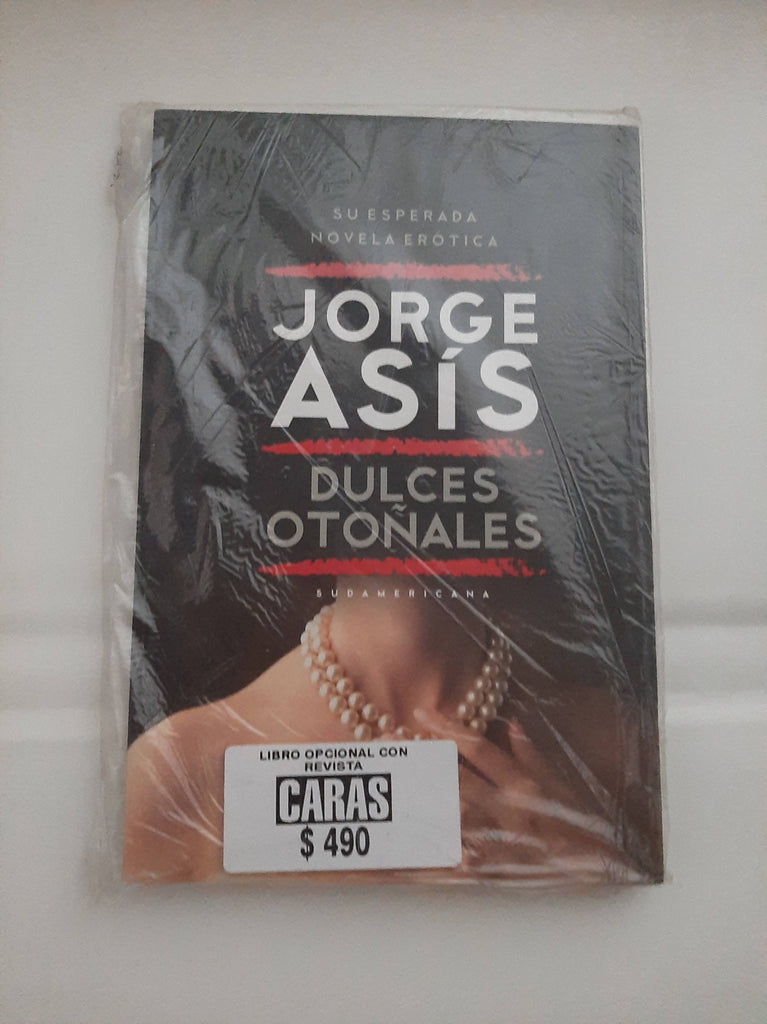 SU ESPERADA
NOVELA ERÓTICA
JORGE
ASÍS
DULCES
OTOÑALES
SUDAMERICANA
LIBRO OPCIONAL CON
REVISTA
CARAS
$ 490